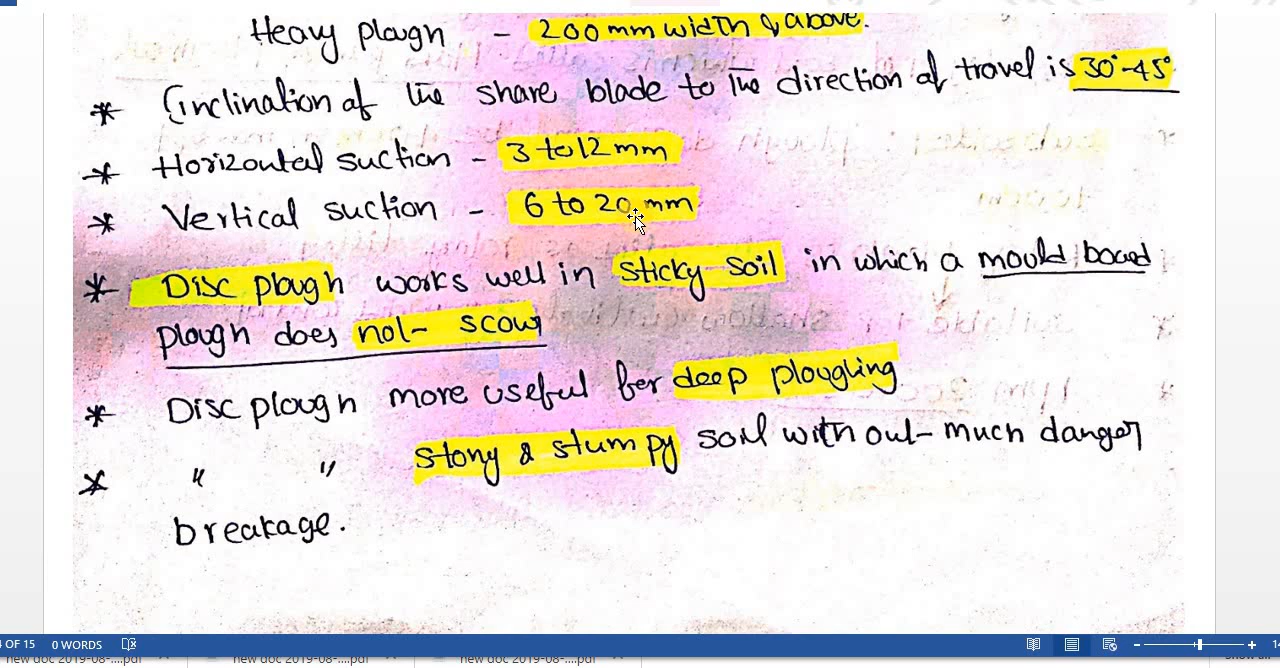 Heavy plough - 200mm width & above.
* Inclination of the share blade to the direction of travel is 30°-45°
* Horizontal suction - 3 to 12 mm
* Vertical suction - 6 to 20 mm
* Disc plough works well in sticky soil in which a mould board
plough does not scour
* Disc plough more useful for deep ploughing
* " " stony & stumpy soil without much danger
breakage.
OF 15 0 WORDS
new doc 2019-08-....pdf new doc 2019-08-....pdf new doc 2019-08-....pdf